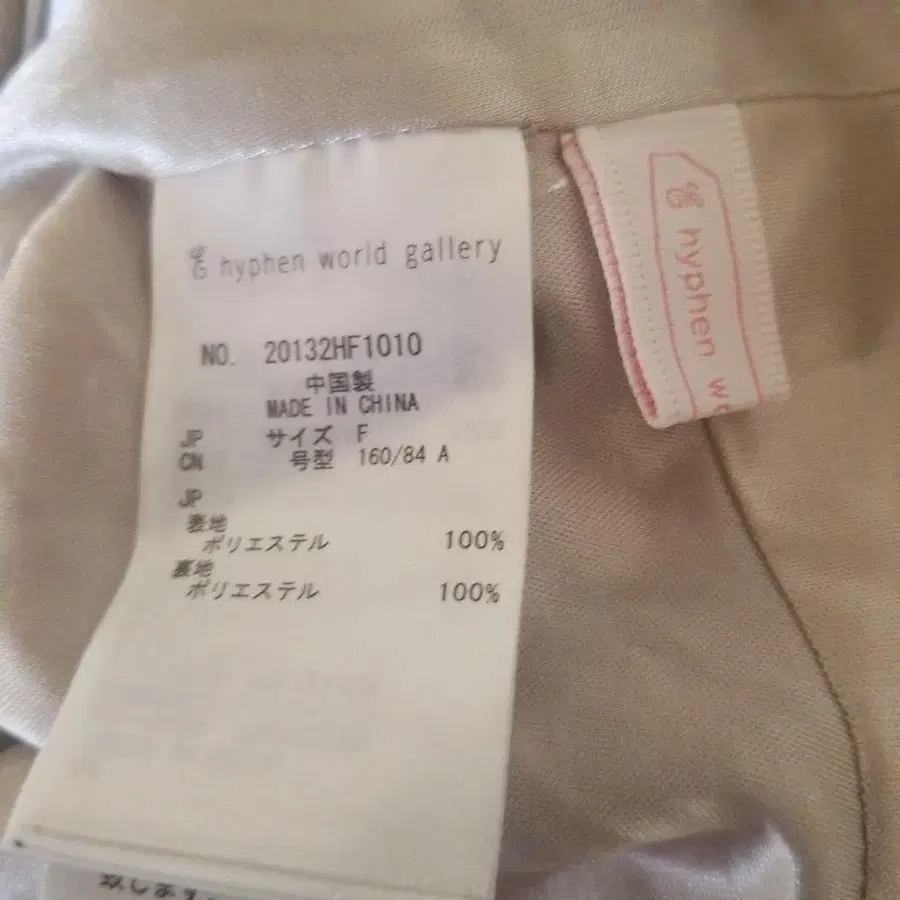 hyphen world gallery
NO. 20132HF1010
中国製
MADE IN CHINA
JP サイズ F
CN 号型 160/84 A
JP
表地
ポリエステル 100%
裏地
ポリエステル 100%
hyphen